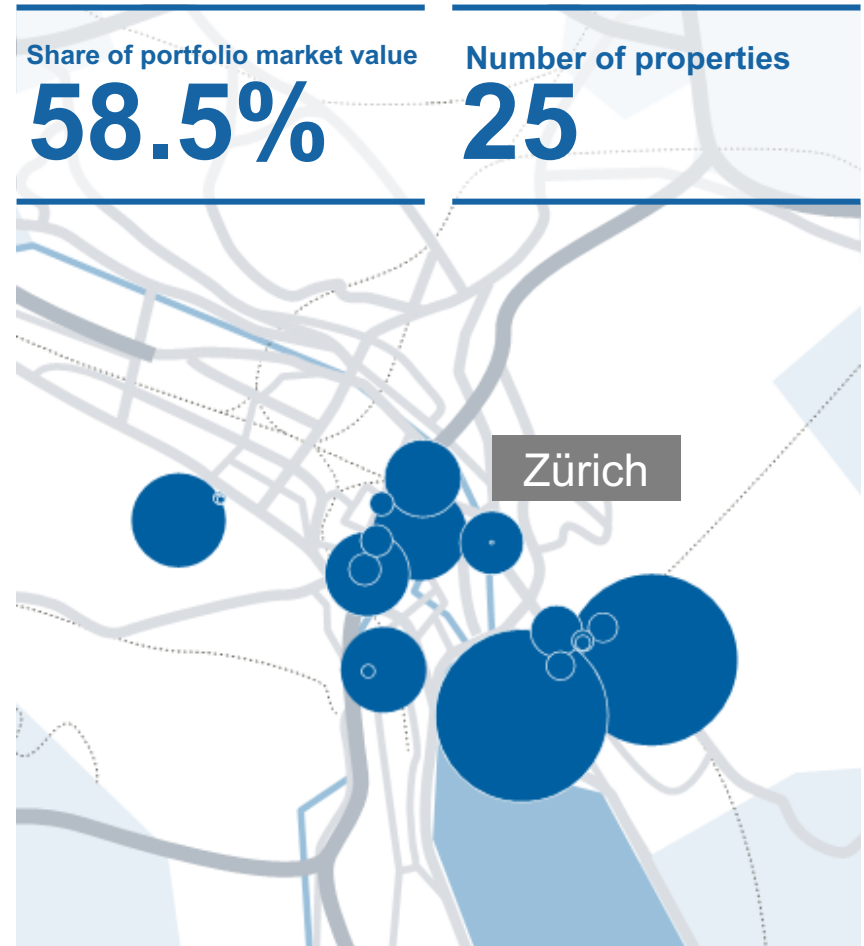 Share of portfolio market value
58.5%
Number of properties
25
Zürich